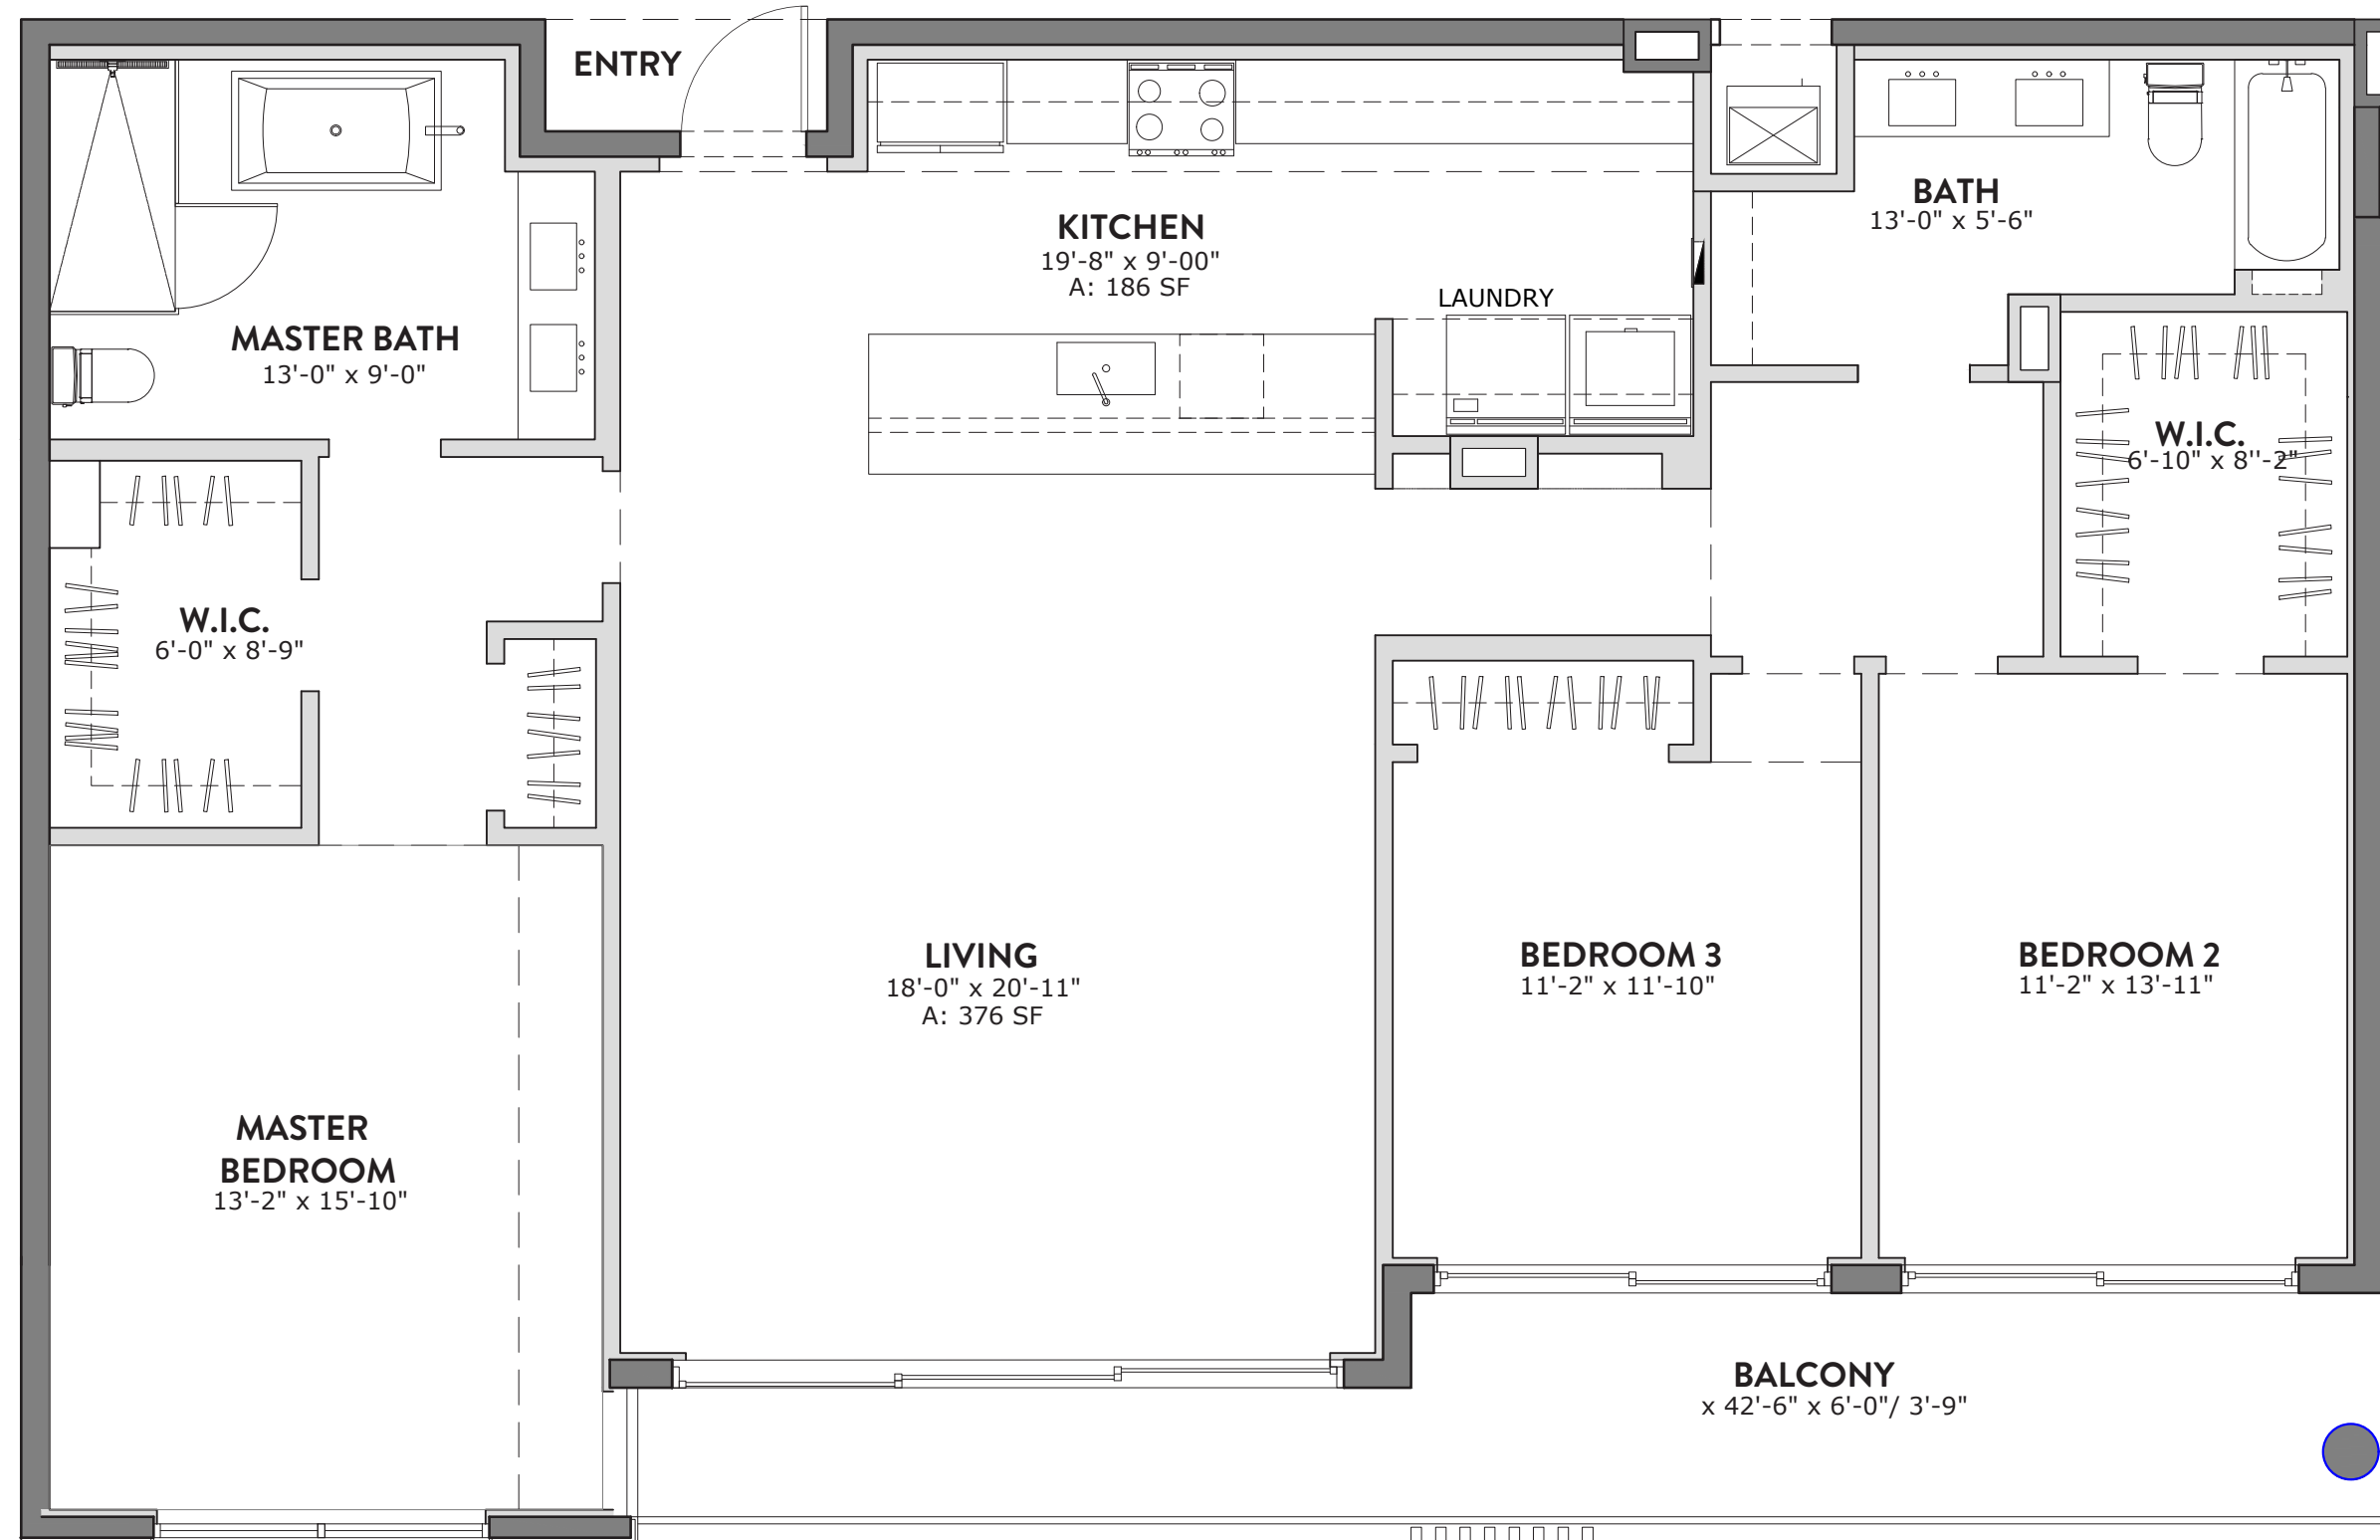 ENTRY
KITCHEN
19'-8" x 9'-00"
A: 186 SF
LAUNDRY
BATH
13'-0" x 5'-6"
MASTER BATH
13'-0" x 9'-0"
W.I.C.
6'-10" x 8''-2"
W.I.C.
6'-0" x 8'-9"
LIVING
18'-0" x 20'-11"
A: 376 SF
BEDROOM 3
11'-2" x 11'-10"
BEDROOM 2
11'-2" x 13'-11"
MASTER
BEDROOM
13'-2" x 15'-10"
BALCONY
x 42'-6" x 6'-0"/ 3'-9"